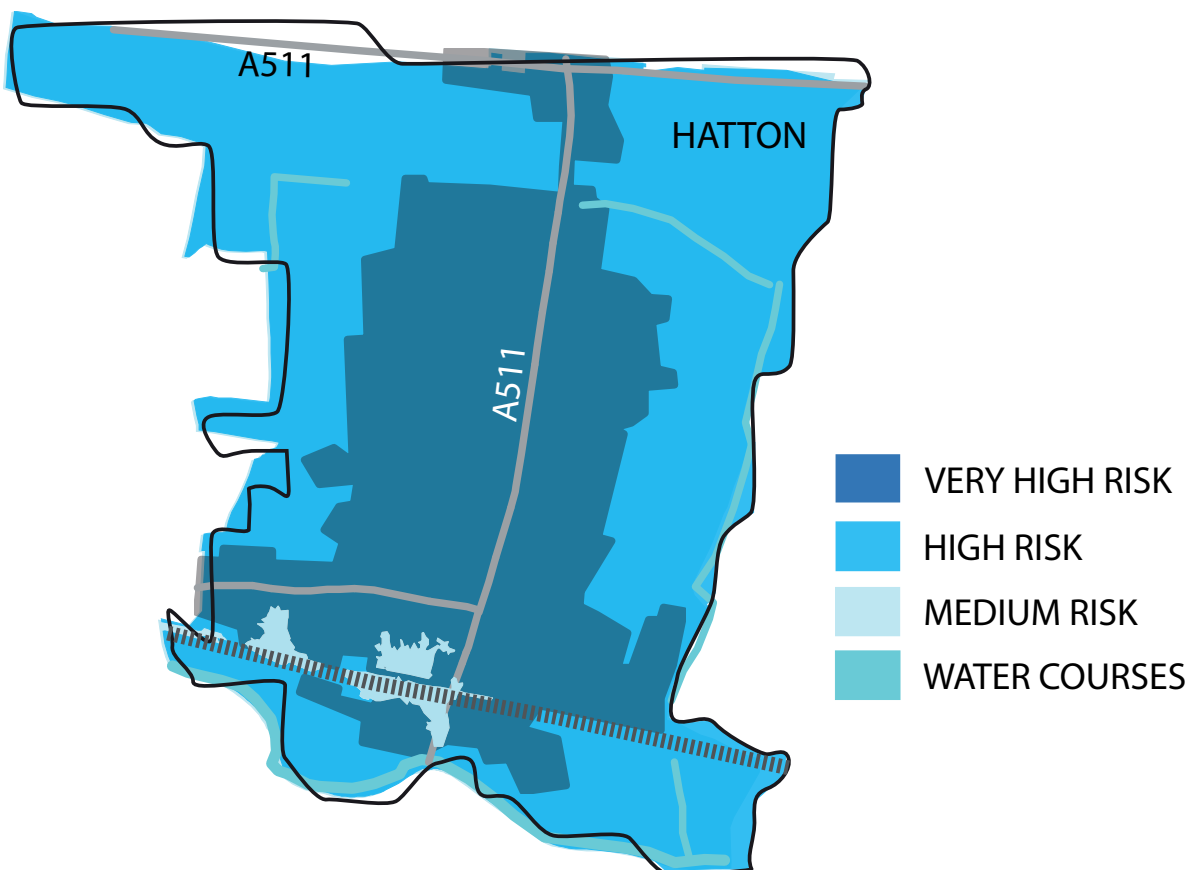 A511
HATTON
A511
VERY HIGH RISK
HIGH RISK
MEDIUM RISK
WATER COURSES